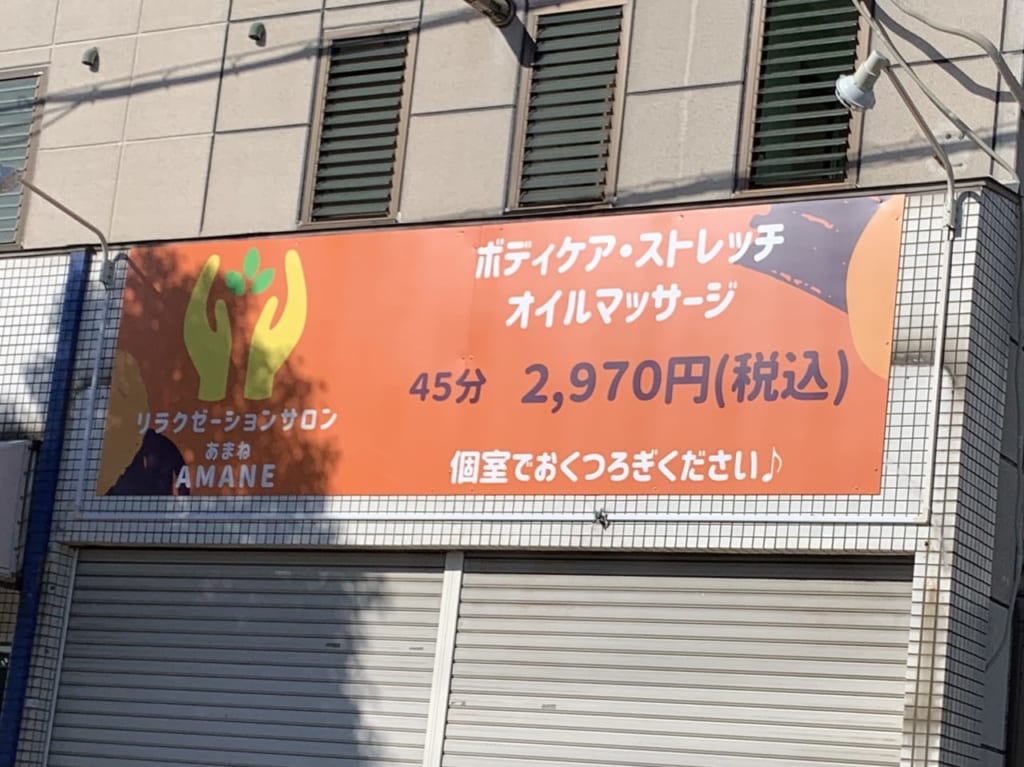 ボディケア・ストレッチ
オイルマッサージ
45分 2,970円(税込)
個室でおくつろぎください♪
リラクゼーションサロン
あまね
AMANE